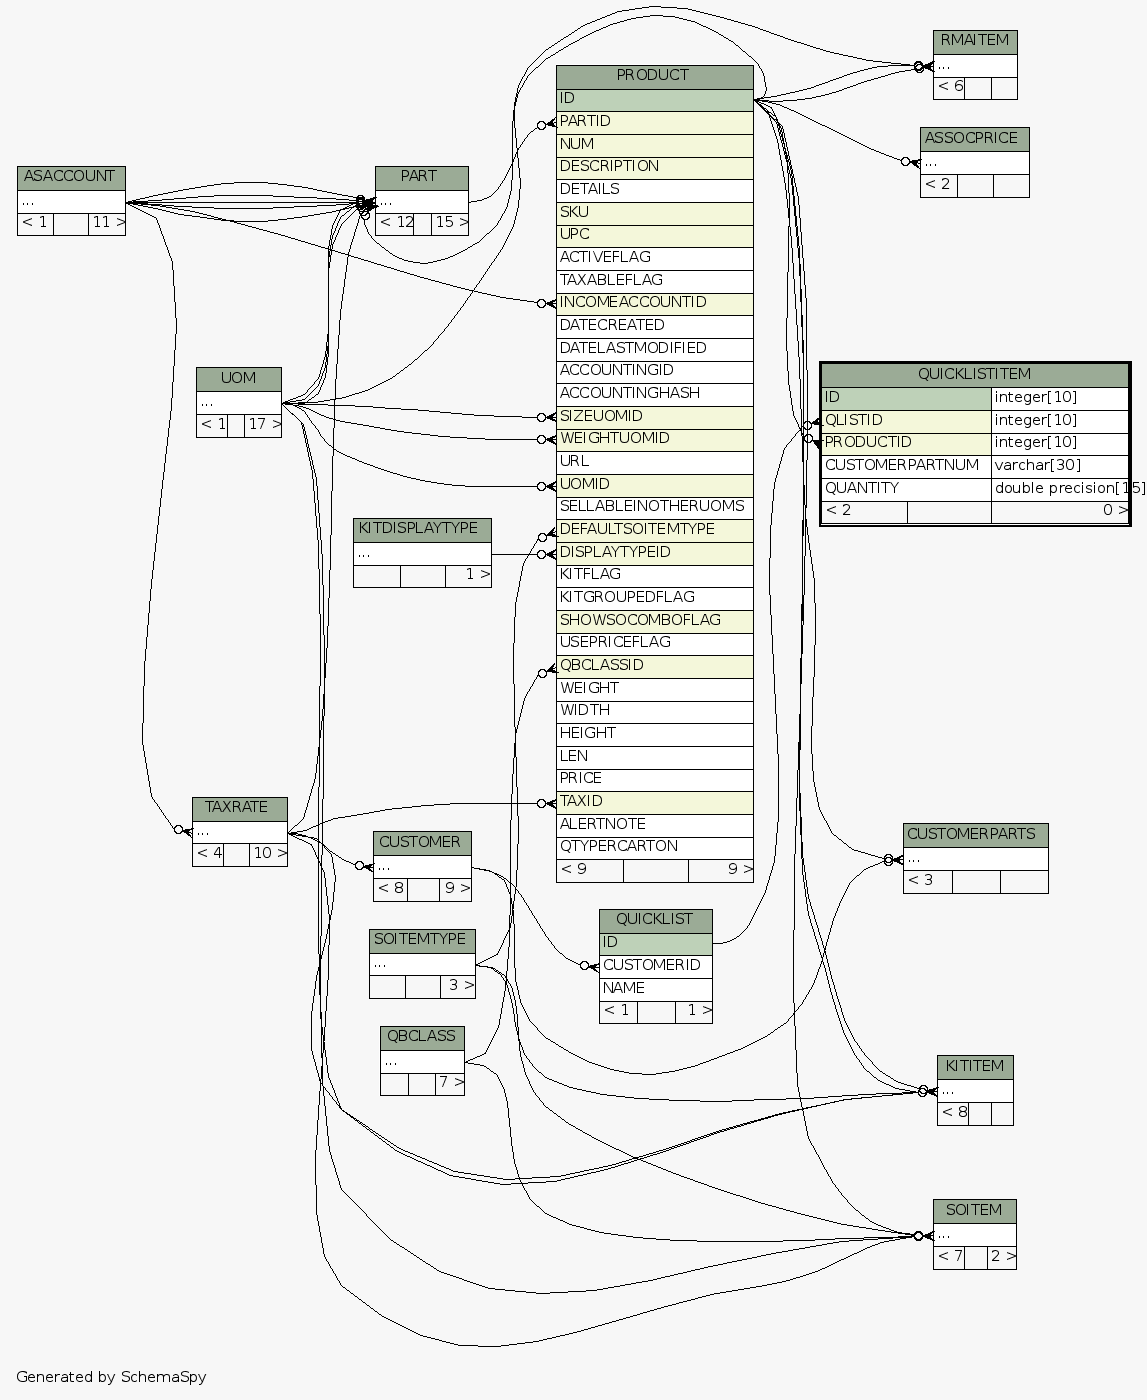 RMAITEM
...
< 6
PRODUCT
ID
PARTID
NUM
DESCRIPTION
DETAILS
SKU
UPC
ACTIVEFLAG
TAXABLEFLAG
INCOMEACCOUNTID
DATECREATED
DATELASTMODIFIED
ACCOUNTINGID
ACCOUNTINGHASH
SIZEUOMID
WEIGHTUOMID
URL
UOMID
SELLABLEINOTHERUOMS
DEFAULTSOITEMTYPE
DISPLAYTYPEID
KITFLAG
KITGROUPEDFLAG
SHOWSOCOMBOFLAG
USEPRICEFLAG
QBCLASSID
WEIGHT
WIDTH
HEIGHT
LEN
PRICE
TAXID
ALERTNOTE
QTYPERCARTON
< 9 9 >
ASSOCPRICE
...
< 2
ASACCOUNT
...
< 1 11 >
PART
...
< 12 15 >
UOM
...
< 1 17 >
QUICKLISTITEM
ID integer[10]
QLISTID integer[10]
PRODUCTID integer[10]
CUSTOMERPARTNUM varchar[30]
QUANTITY double precision[15]
< 2 0 >
KITDISPLAYTYPE
...
1 >
TAXRATE
...
< 4 10 >
CUSTOMER
...
< 8 9 >
CUSTOMERPARTS
...
< 3
SOITEMTYPE
...
3 >
QUICKLIST
ID
CUSTOMERID
NAME
< 1 1 >
QBCLASS
...
7 >
KITITEM
...
< 8
SOITEM
...
< 7 2 >
Generated by SchemaSpy